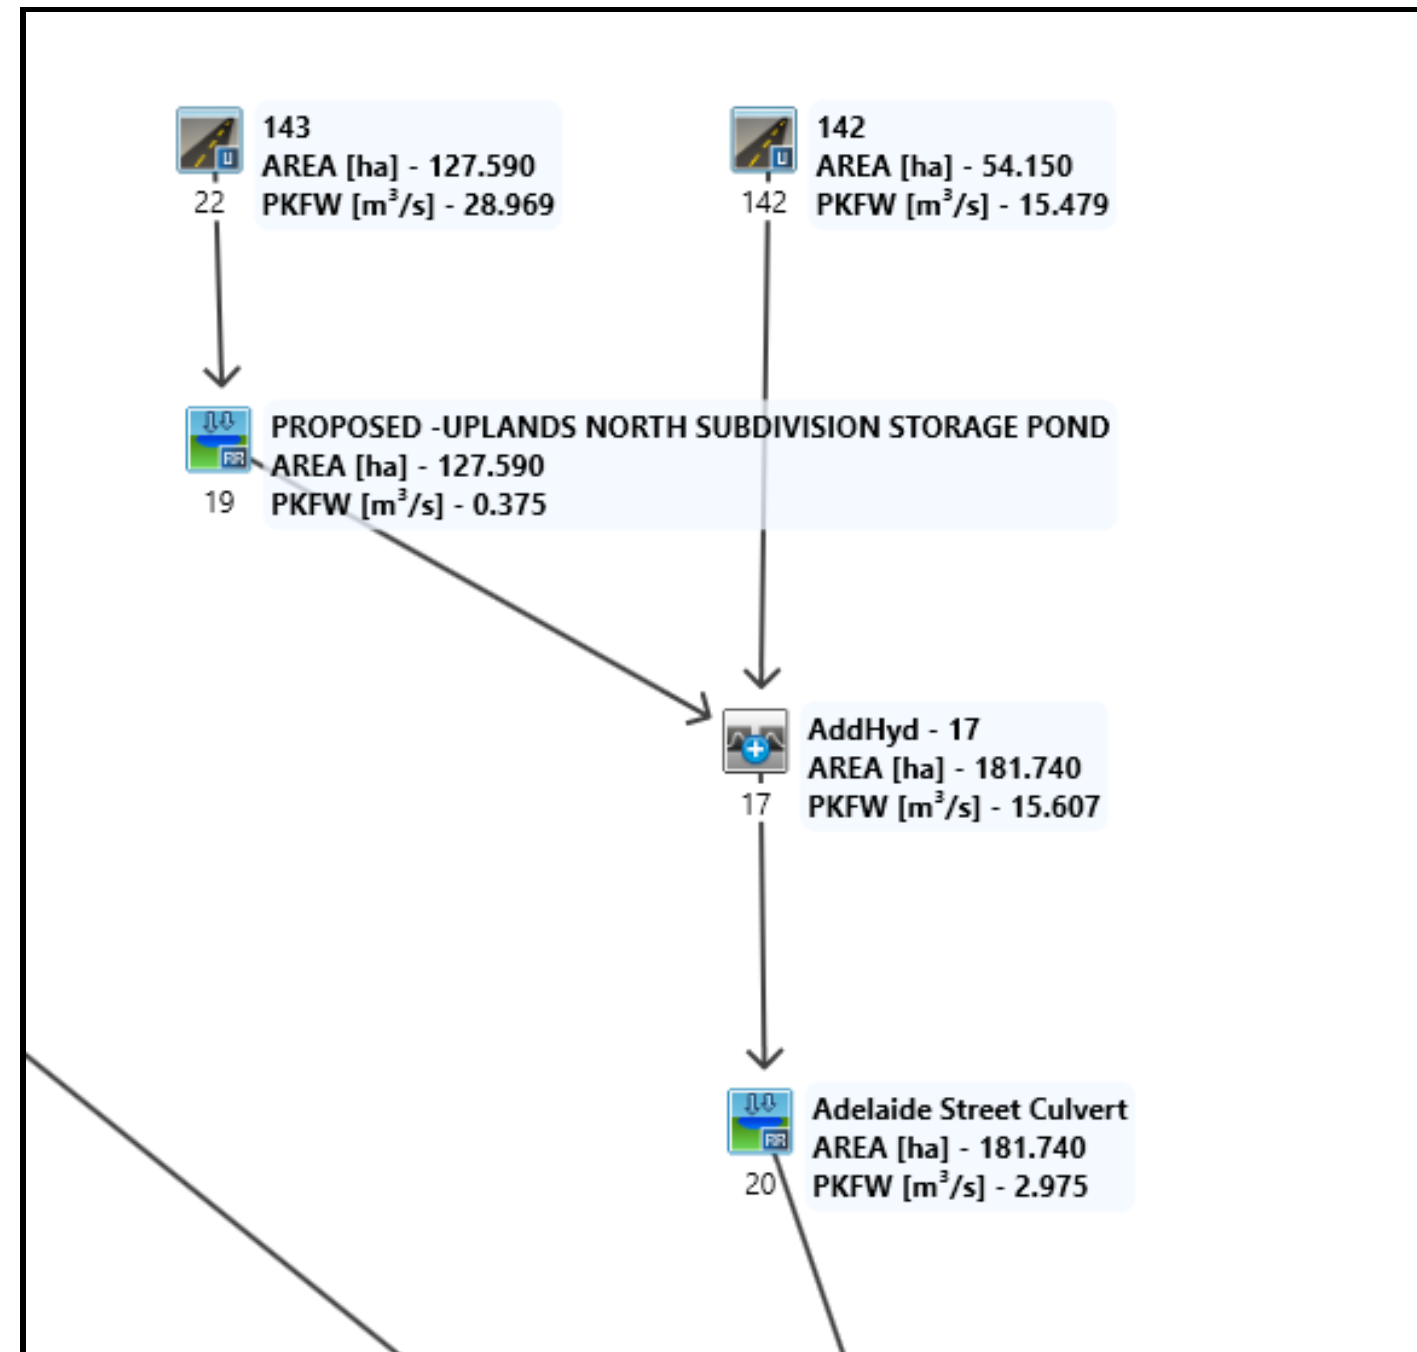 143
AREA [ha] - 127.590
PKFW [m³/s] - 28.969
U
22
142
AREA [ha] - 54.150
PKFW [m³/s] - 15.479
U
142
PROPOSED -UPLANDS NORTH SUBDIVISION STORAGE POND
AREA [ha] - 127.590
PKFW [m³/s] - 0.375
RR
19
AddHyd - 17
AREA [ha] - 181.740
PKFW [m³/s] - 15.607
17
Adelaide Street Culvert
AREA [ha] - 181.740
PKFW [m³/s] - 2.975
RR
20